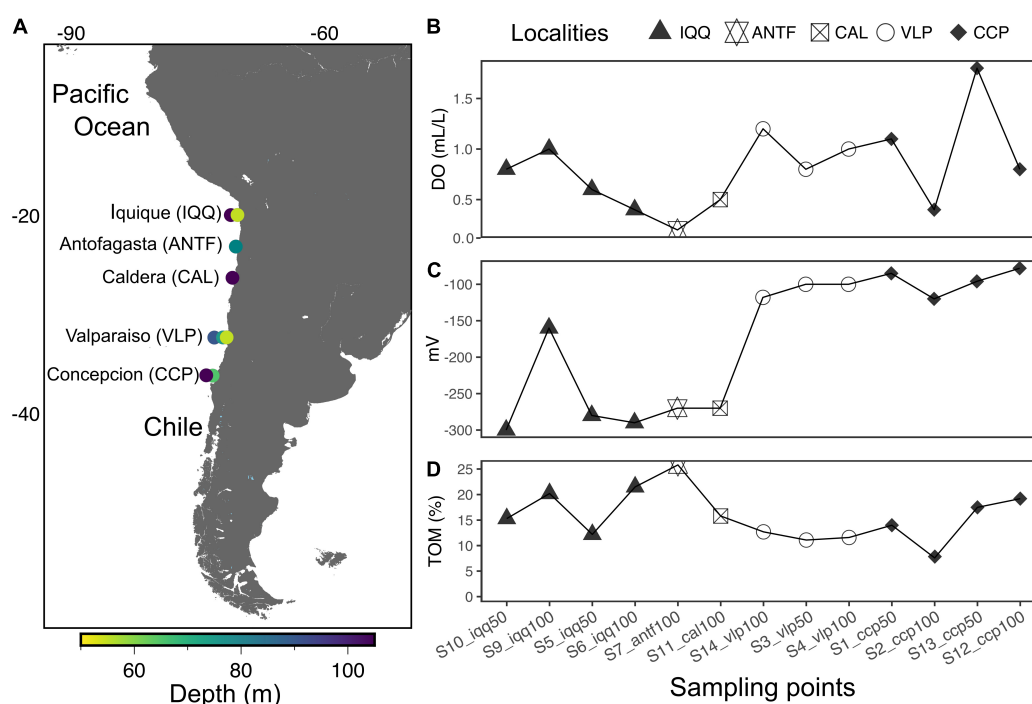 A
-90
-60
Pacific
Ocean
-20
Iquique (IQQ)
Antofagasta (ANTF)
Caldera (CAL)
Valparaiso (VLP)
Concepcion (CCP)
-40
Chile
60
80
100
Depth (m)
B
Localities
IQQ
ANTF
CAL
VLP
CCP
DO (mL/L)
1.5
1.0
0.5
0.0
C
mV
-100
-150
-200
-250
-300
D
TOM (%)
25
20
15
10
5
0
S10_iqq50
S9_iqq100
S5_iqq50
S6_iqq100
S7_antf100
S11_cal100
S14_vlp100
S3_vlp50
S4_vlp100
S1_ccp50
S2_ccp100
S13_ccp50
S12_ccp100
Sampling points